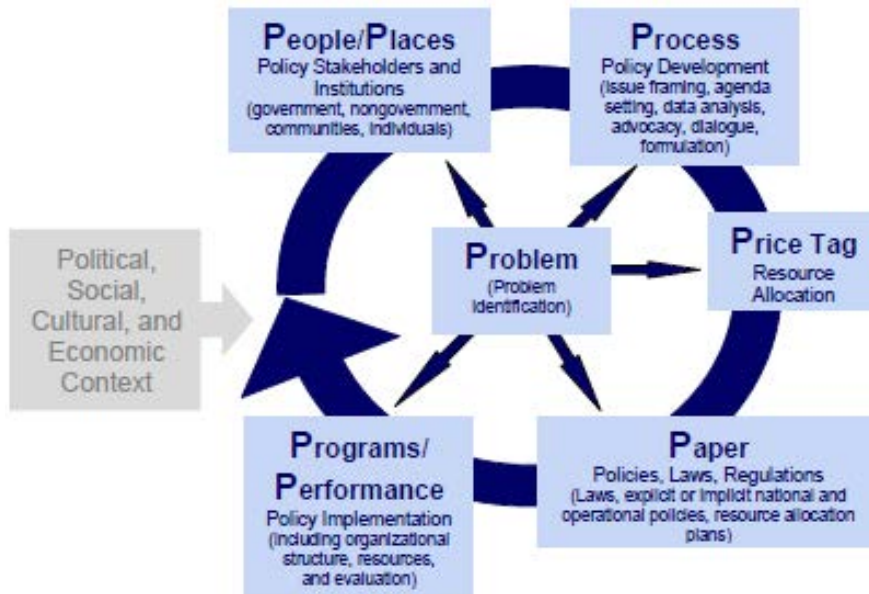 People/Places
Policy Stakeholders and
Institutions
(government, nongovernment,
communities, individuals)
Process
Policy Development
(issue framing, agenda
setting, data analysis,
advocacy, dialogue,
formulation)
Political,
Social,
Cultural, and
Economic
Context
Problem
(Problem
Identification)
Price Tag
Resource
Allocation
Programs/
Performance
Policy Implementation
(including organizational
structure, resources,
and evaluation)
Paper
Policies, Laws, Regulations
(Laws, explicit or implicit national and
operational policies, resource allocation
plans)